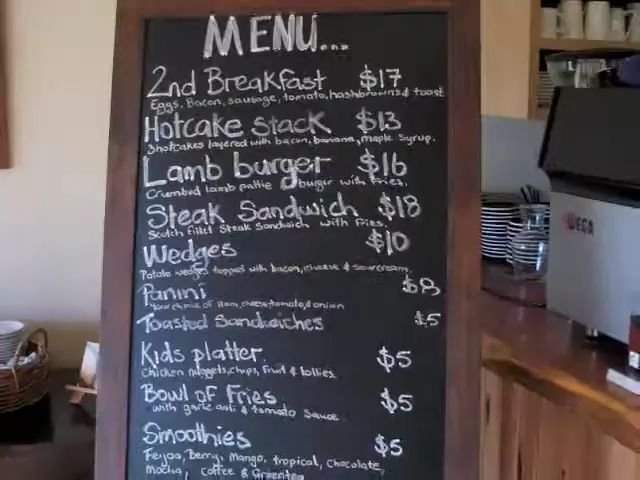 MENU...
2nd Breakfast $17
Eggs, Bacon, sausage, tomato, hashbrowns & toast
Hotcake Stack $13
3 hotcakes layered with bacon, banana, maple syrup.
Lamb burger $16
Crumbed lamb pattie & burger with fries.
Steak Sandwich $18
Scotch fillet Steak Sandwich with fries.
Wedges $10
Potato wedges topped with bacon, cheese & sourcream.
Panini $8
Your choice of Ham, cheese, tomato, & onion
Toasted Sandwiches $5
Kids platter. $5
Chicken nuggets, chips, fruit & lollies.
Bowl of Fries $5
with garlic aoli & tomato sauce
Smoothies $5
Feijoa, Berry, Mango, tropical, Chocolate,
Mocha, Coffee & Greentea
WEGA